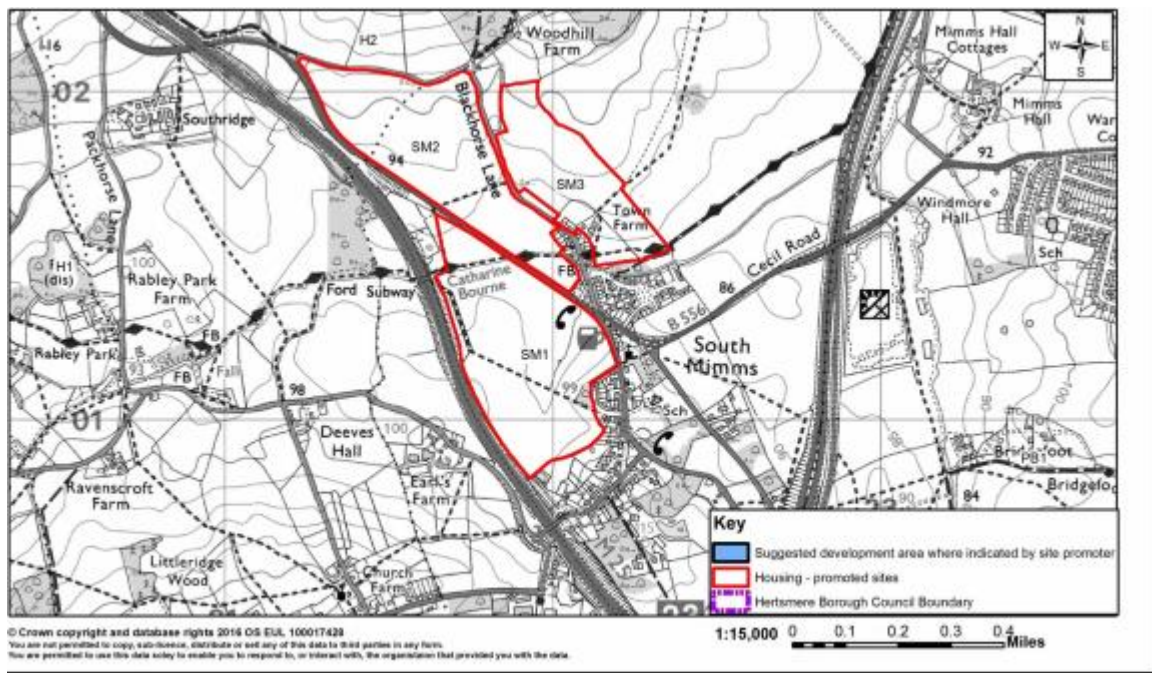 N
W E
S
H2
Woodhill
Farm
Mimms Hall
Cottages
02
Southridge
Mimms
Hall
Blackhorse Lane
SM2
94
92
Packhorse Lane
SM3
Windmore
Hall
Town
Farm
Sch
100
H1
(dis)
Rabley Park
Farm
Cecil Road
FB
Catharine
Bourne
Ford
Subway
86
B 556
Rabley Park
FB
SM1
South
Mimms
93
FB
99
98
01
Sch
Deeves
Hall
100
Earl's
Farm
Ravenscroft
Farm
84
Littleridge
Wood
Church
Farm
Key
Suggested development area where indicated by site promoter
Housing - promoted sites
Hertsmere Borough Council Boundary
© Crown copyright and database rights 2016 OS EUL 100017428
You are not permitted to copy, sub-licence, distribute or sell any of this data to third parties in any form.
You are permitted to use this data soley to enable you to respond to, or interact with, the organisation that provided you with the data.
1:15,000
0 0.1 0.2 0.3 0.4
Miles